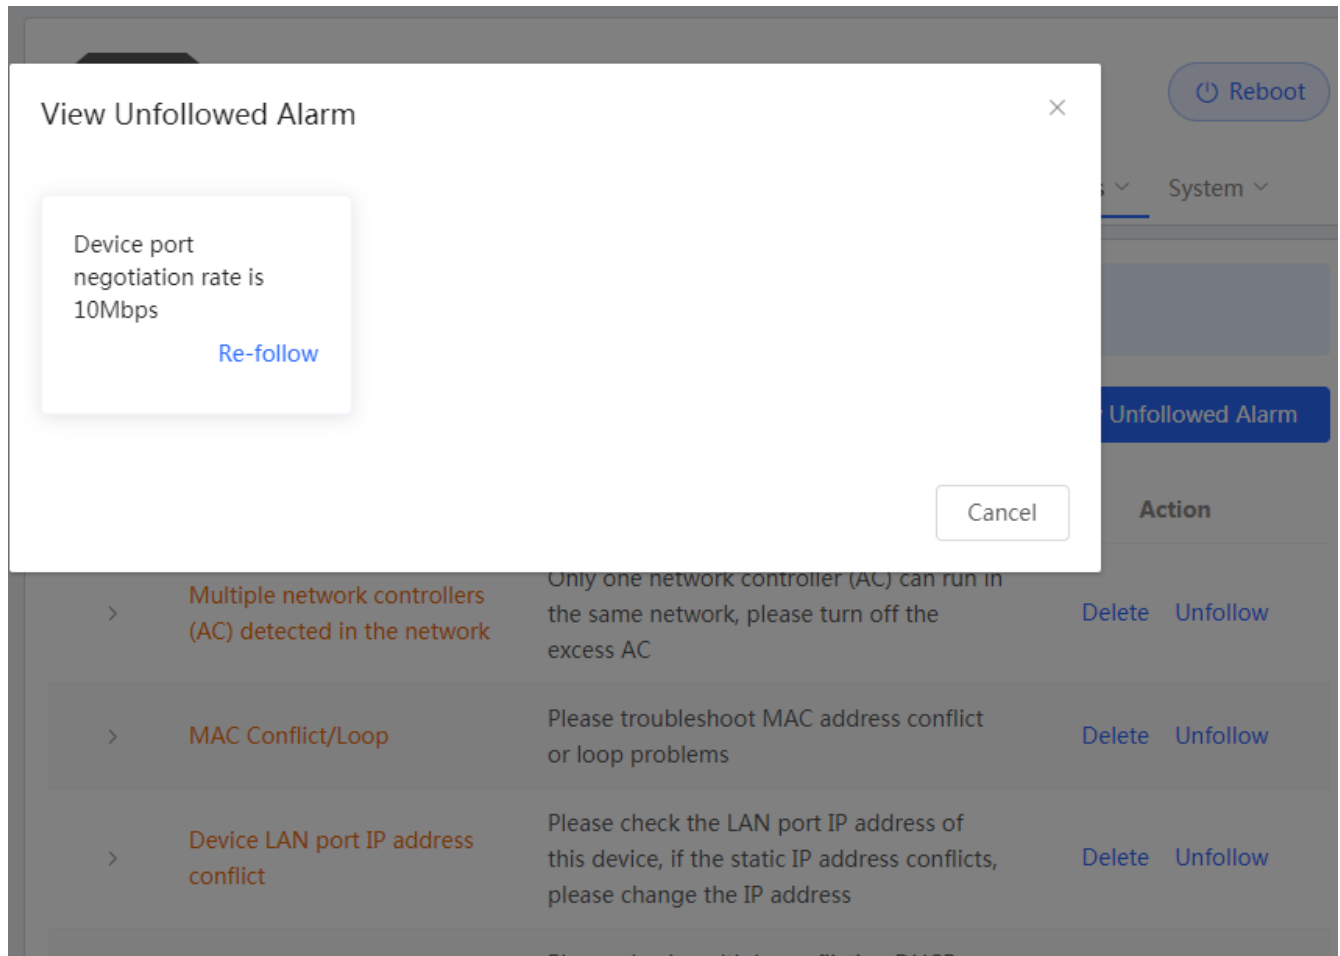 Reboot
View Unfollowed Alarm
System
Device port
negotiation rate is
10Mbps
Re-follow
Unfollowed Alarm
Cancel
Action
Multiple network controllers
(AC) detected in the network
Only one network controller (AC) can run in
the same network, please turn off the
excess AC
Delete Unfollow
MAC Conflict/Loop
Please troubleshoot MAC address conflict
or loop problems
Delete Unfollow
Device LAN port IP address
conflict
Please check the LAN port IP address of
this device, if the static IP address conflicts,
please change the IP address
Delete Unfollow